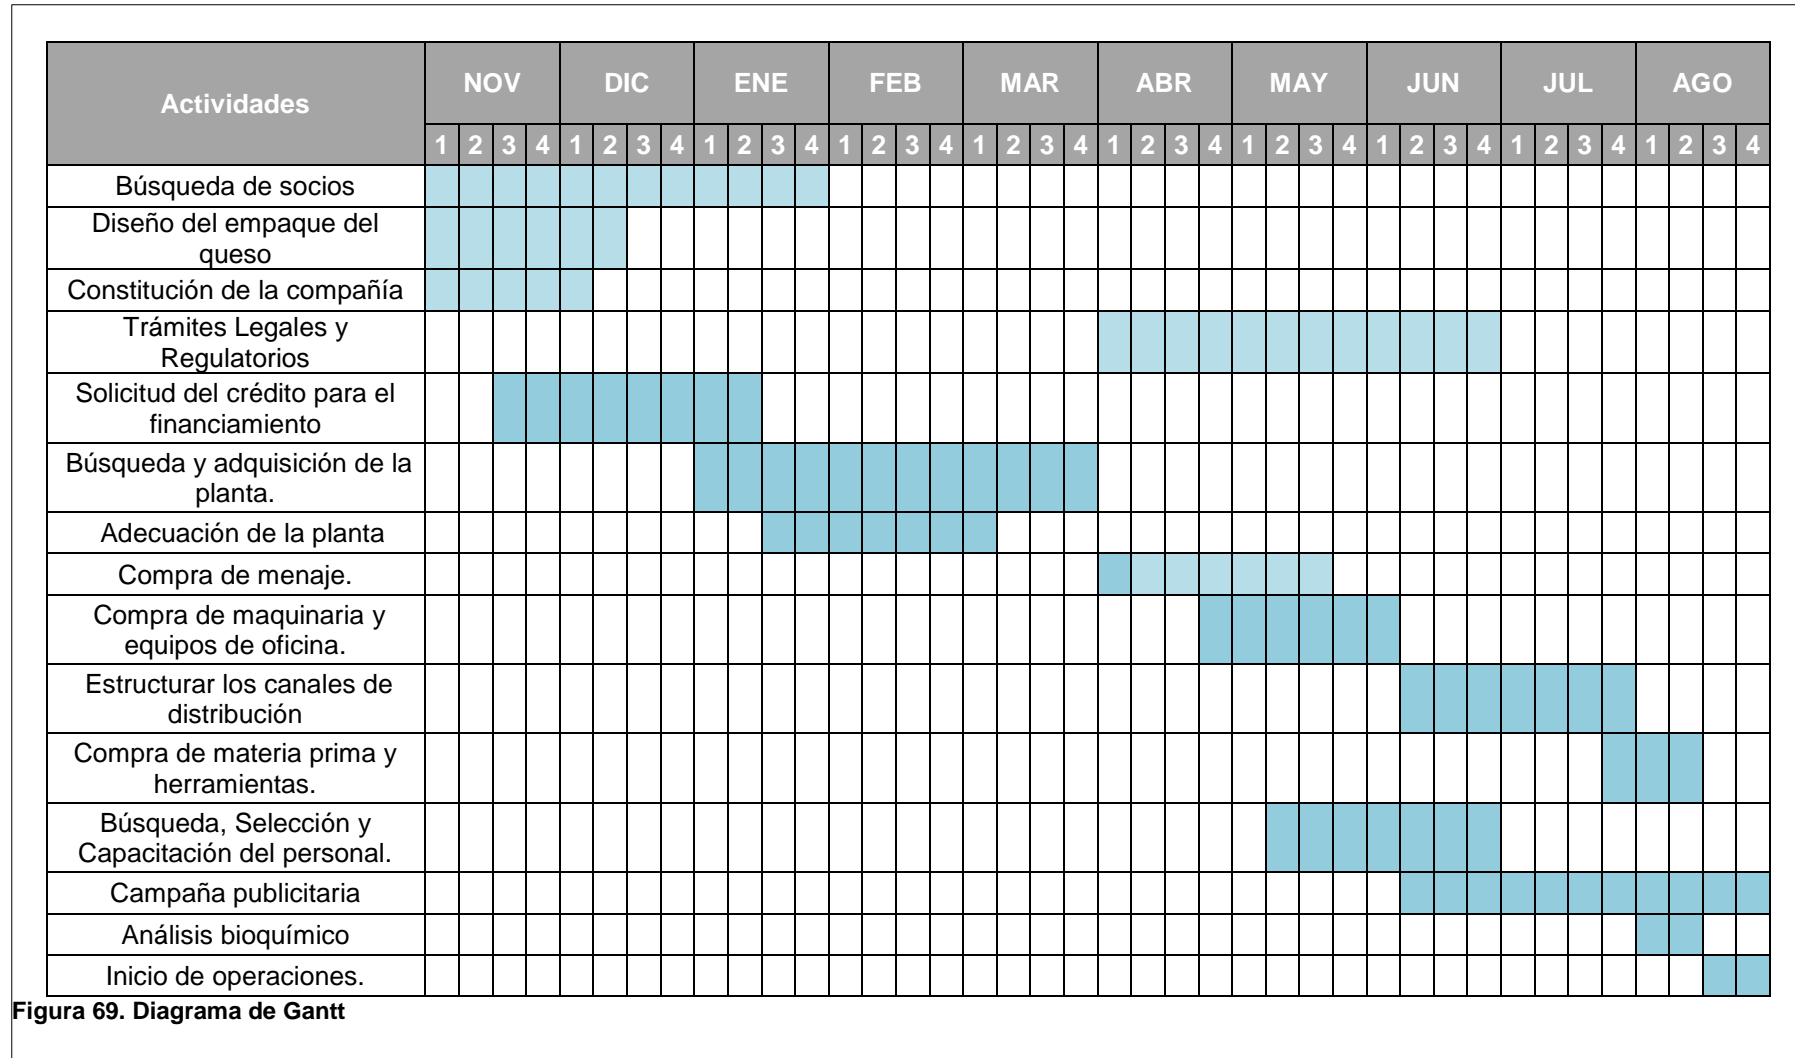 Actividades
NOV DIC ENE FEB MAR ABR MAY JUN JUL AGO
1 2 3 4 1 2 3 4 1 2 3 4 1 2 3 4 1 2 3 4 1 2 3 4 1 2 3 4 1 2 3 4 1 2 3 4 1 2 3 4
Búsqueda de socios
Diseño del empaque del
queso
Constitución de la compañía
Trámites Legales y
Regulatorios
Solicitud del crédito para el
financiamiento
Búsqueda y adquisición de la
planta.
Adecuación de la planta
Compra de menaje.
Compra de maquinaria y
equipos de oficina.
Estructurar los canales de
distribución
Compra de materia prima y
herramientas.
Búsqueda, Selección y
Capacitación del personal.
Campaña publicitaria
Análisis bioquímico
Inicio de operaciones.
Figura 69. Diagrama de Gantt